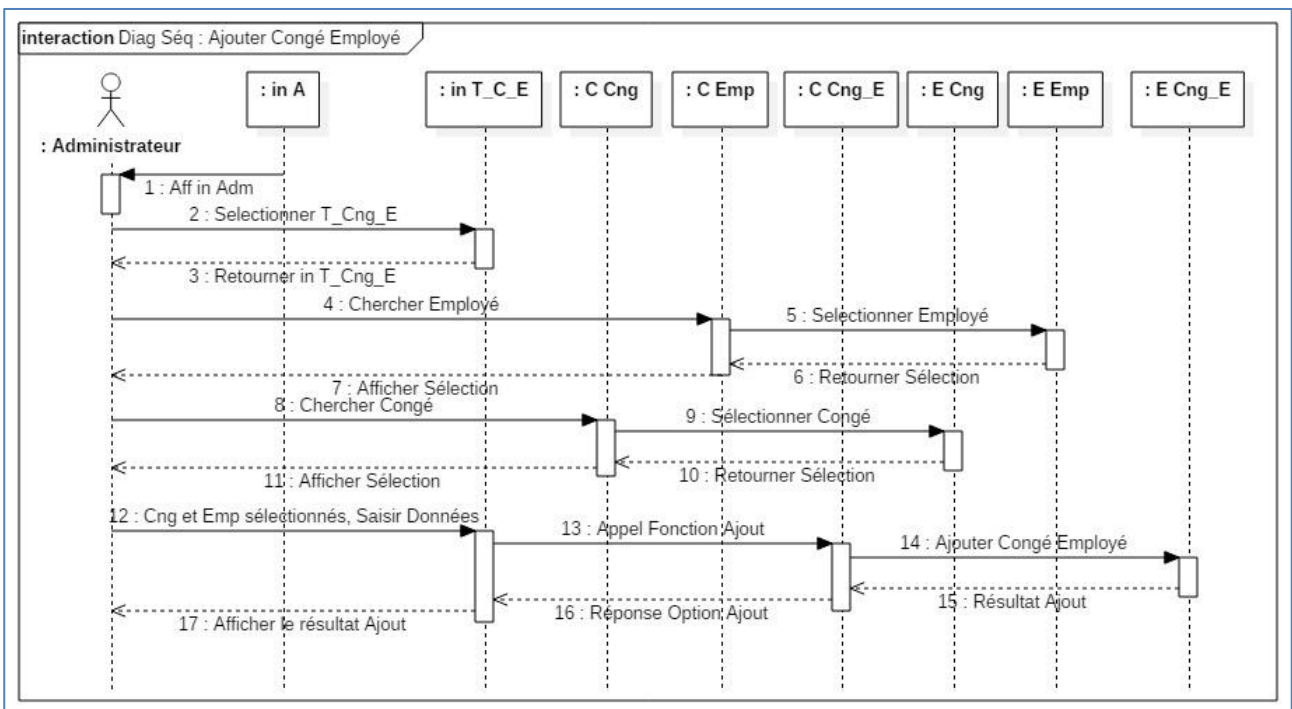 interaction Diag Séq : Ajouter Congé Employé
: in A
: in T_C_E
: C Cng
: C Emp
: C Cng_E
: E Cng
: E Emp
: E Cng_E
: Administrateur
1 : Aff in Adm
2 : Selectionner T_Cng_E
3 : Retourner in T_Cng_E
4 : Chercher Employé
5 : Selectionner Employé
6 : Retourner Sélection
7 : Afficher Sélection
8 : Chercher Congé
9 : Sélectionner Congé
10 : Retourner Sélection
11 : Afficher Sélection
12 : Cng et Emp sélectionnés, Saisir Données
13 : Appel Fonction Ajout
14 : Ajouter Congé Employé
15 : Résultat Ajout
16 : Réponse Option Ajout
17 : Afficher le résultat Ajout